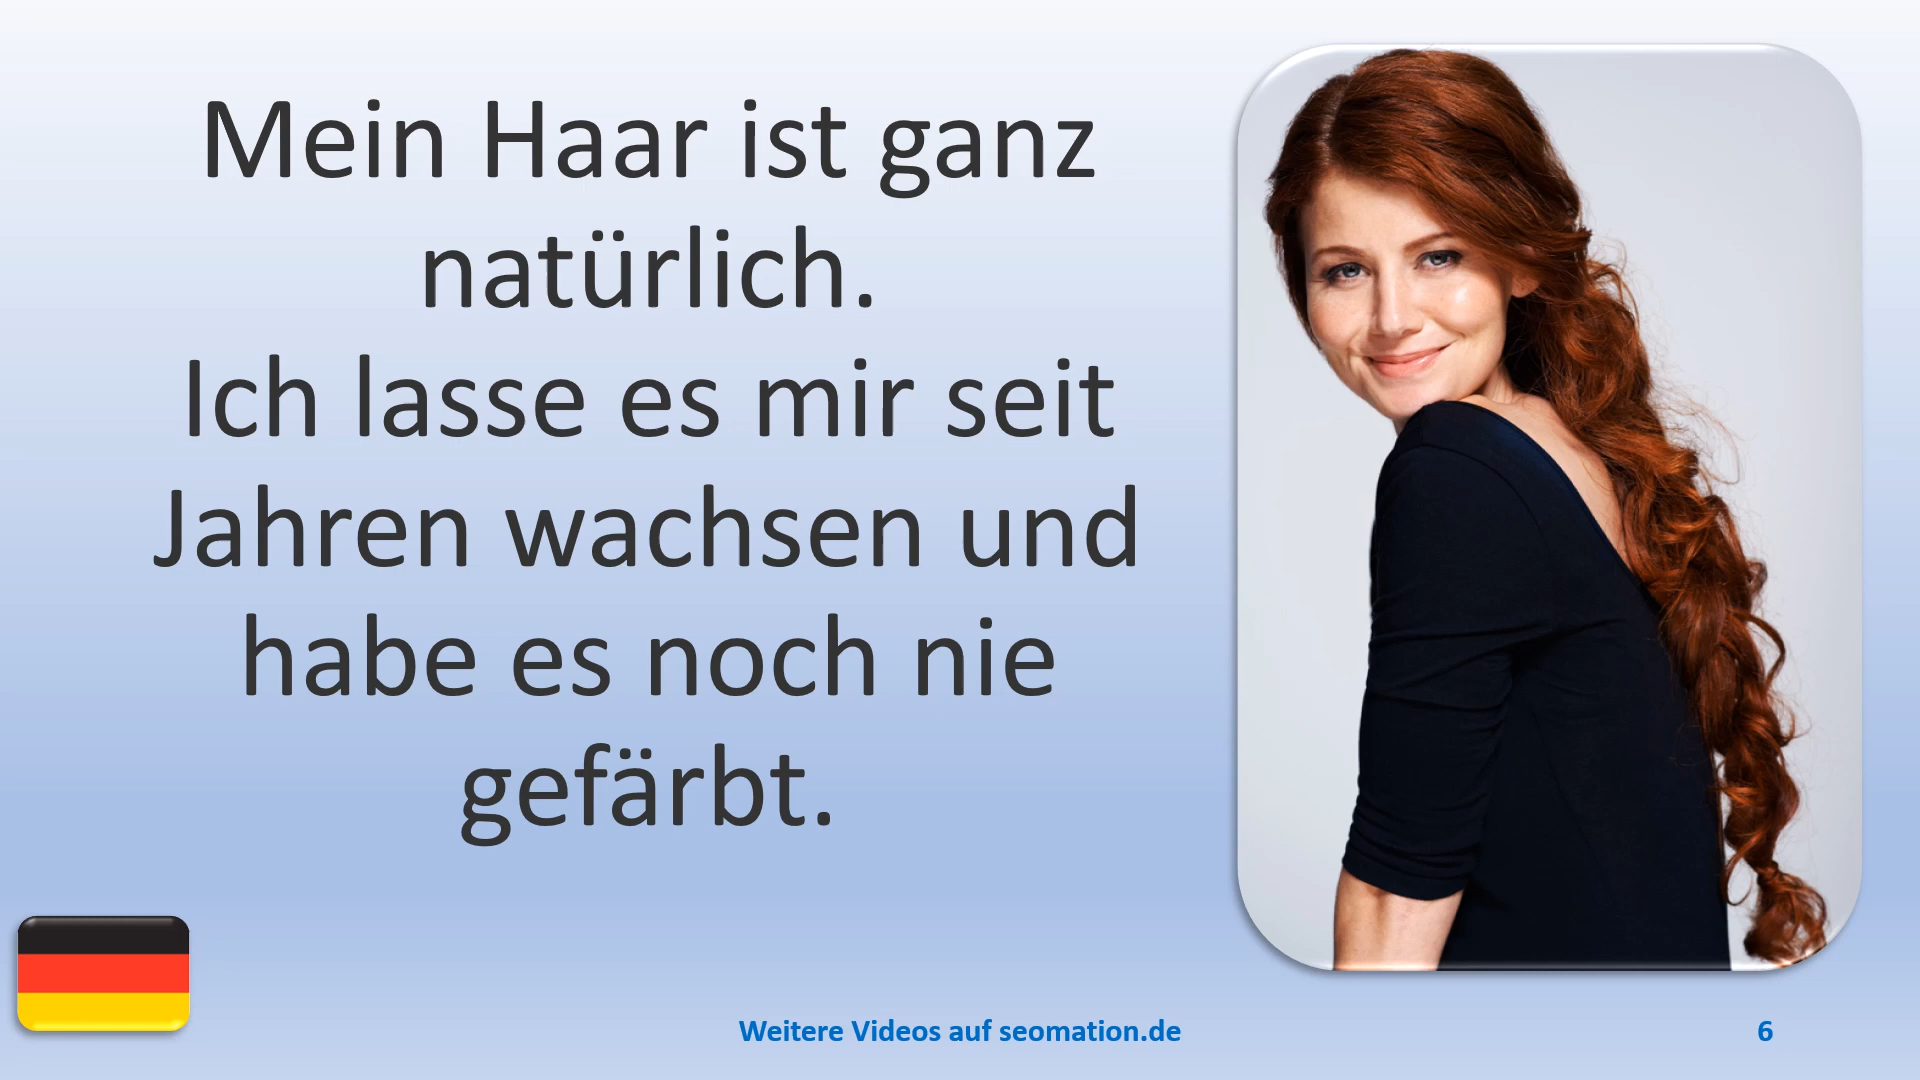 Mein Haar ist ganz
natürlich.
Ich lasse es mir seit
Jahren wachsen und
habe es noch nie
gefärbt.
Weitere Videos auf seomation.de
6